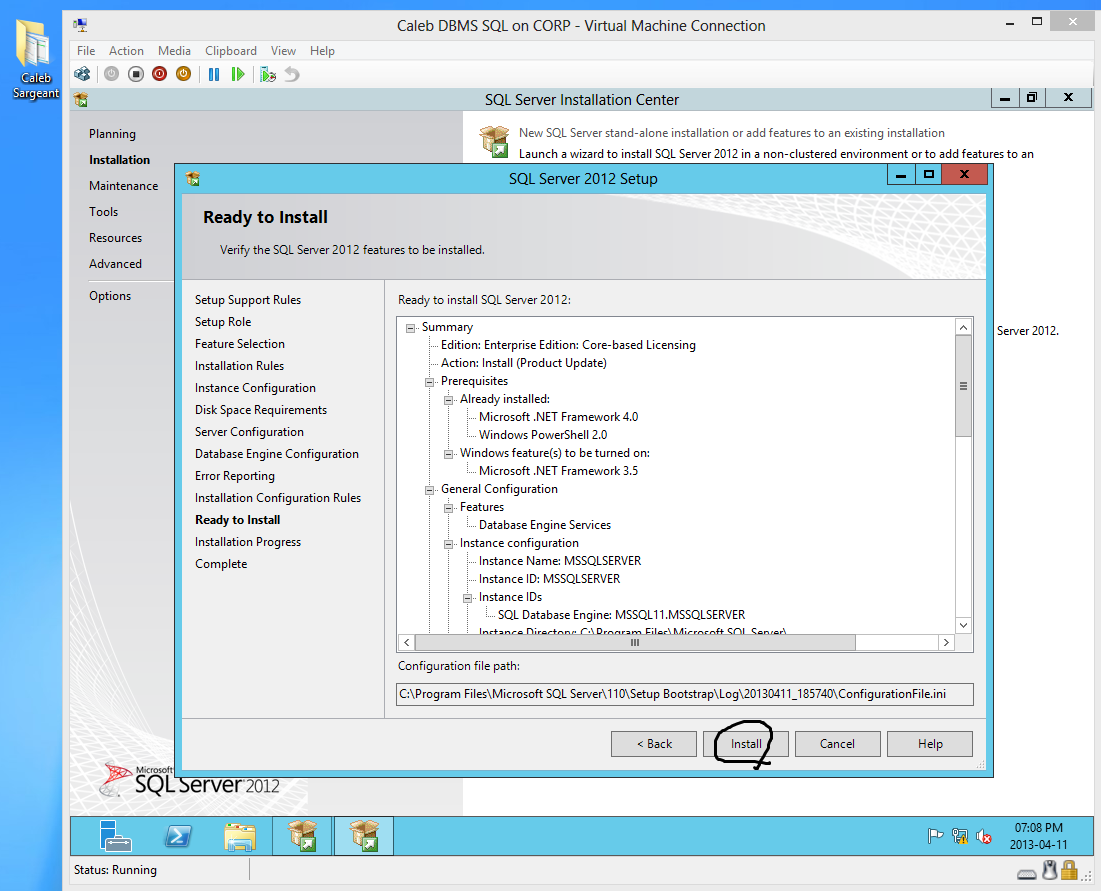 Caleb DBMS SQL on CORP - Virtual Machine Connection
File Action Media Clipboard View Help
Caleb
Sargeant
SQL Server Installation Center
Planning
Installation
Maintenance
Tools
Resources
Advanced
Options
New SQL Server stand-alone installation or add features to an existing installation
Launch a wizard to install SQL Server 2012 in a non-clustered environment or to add features to an
Server 2012.
SQL Server 2012 Setup
Ready to Install
Verify the SQL Server 2012 features to be installed.
Setup Support Rules
Setup Role
Feature Selection
Installation Rules
Instance Configuration
Disk Space Requirements
Server Configuration
Database Engine Configuration
Error Reporting
Installation Configuration Rules
Ready to Install
Installation Progress
Complete
Ready to install SQL Server 2012:
Summary
Edition: Enterprise Edition: Core-based Licensing
Action: Install (Product Update)
Prerequisites
Already installed:
Microsoft .NET Framework 4.0
Windows PowerShell 2.0
Windows feature(s) to be turned on:
Microsoft .NET Framework 3.5
General Configuration
Features
Database Engine Services
Instance configuration
Instance Name: MSSQLSERVER
Instance ID: MSSQLSERVER
Instance IDs
SQL Database Engine: MSSQL11.MSSQLSERVER
Instance Directory: C:\Program Files\Microsoft SQL Server\
Configuration file path:
C:\Program Files\Microsoft SQL Server\110\Setup Bootstrap\Log\20130411_185740\ConfigurationFile.ini
< Back Install Cancel Help
Microsoft
SQL Server 2012
07:08 PM
2013-04-11
Status: Running